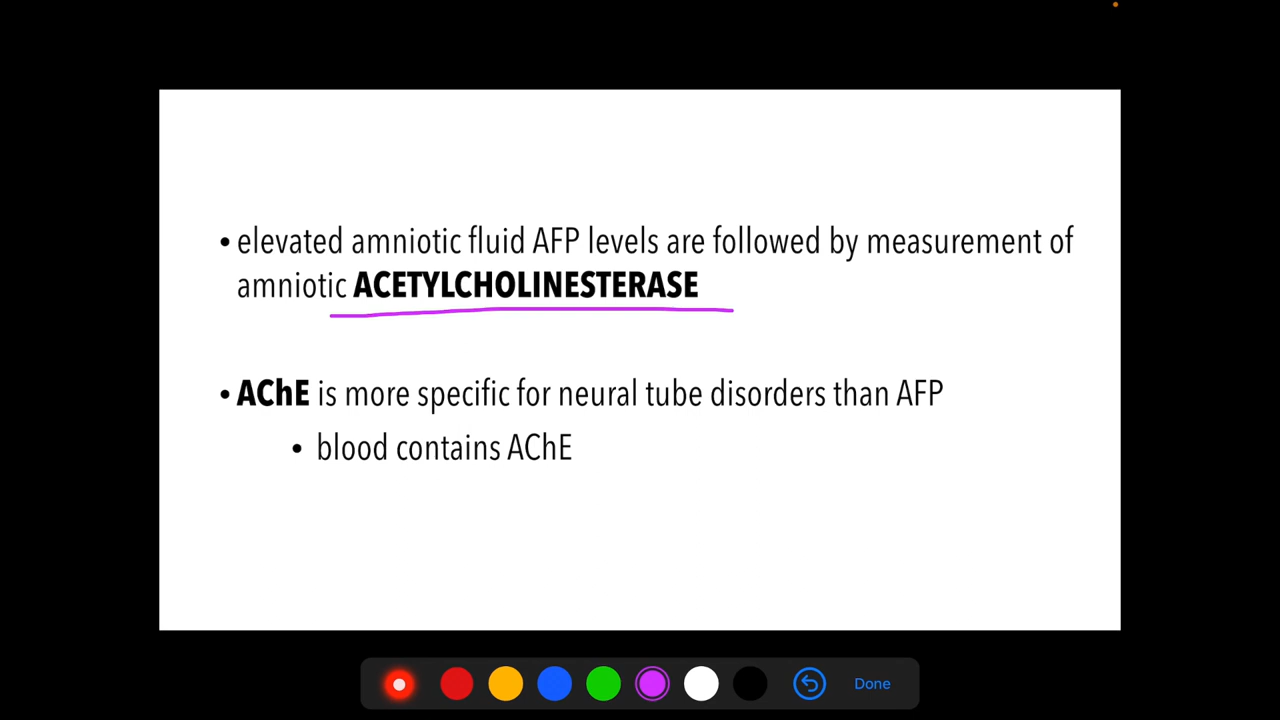 • elevated amniotic fluid AFP levels are followed by measurement of
amniotic ACETYLCHOLINESTERASE
• AChE is more specific for neural tube disorders than AFP
• blood contains AChE
Done